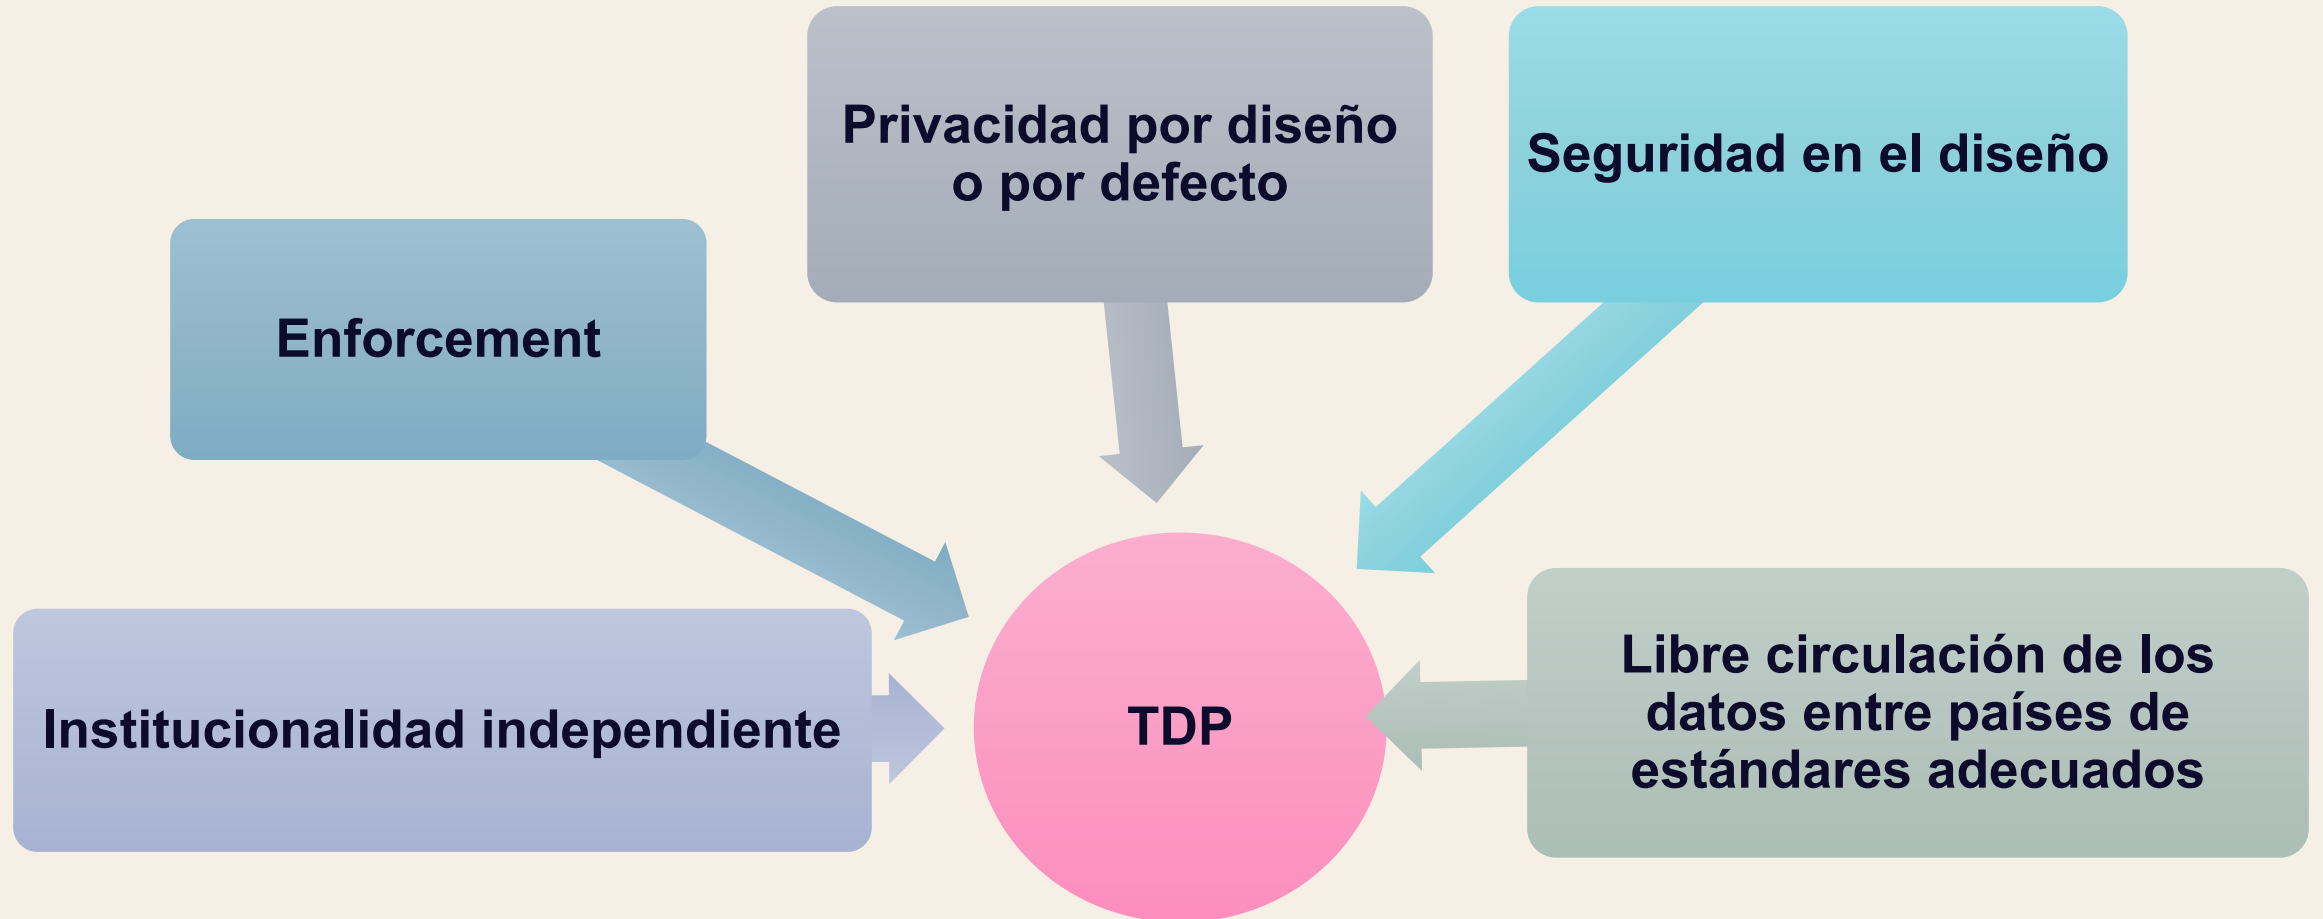 Privacidad por diseño
o por defecto
Seguridad en el diseño
Enforcement
Institucionalidad independiente
TDP
Libre circulación de los
datos entre países de
estándares adecuados